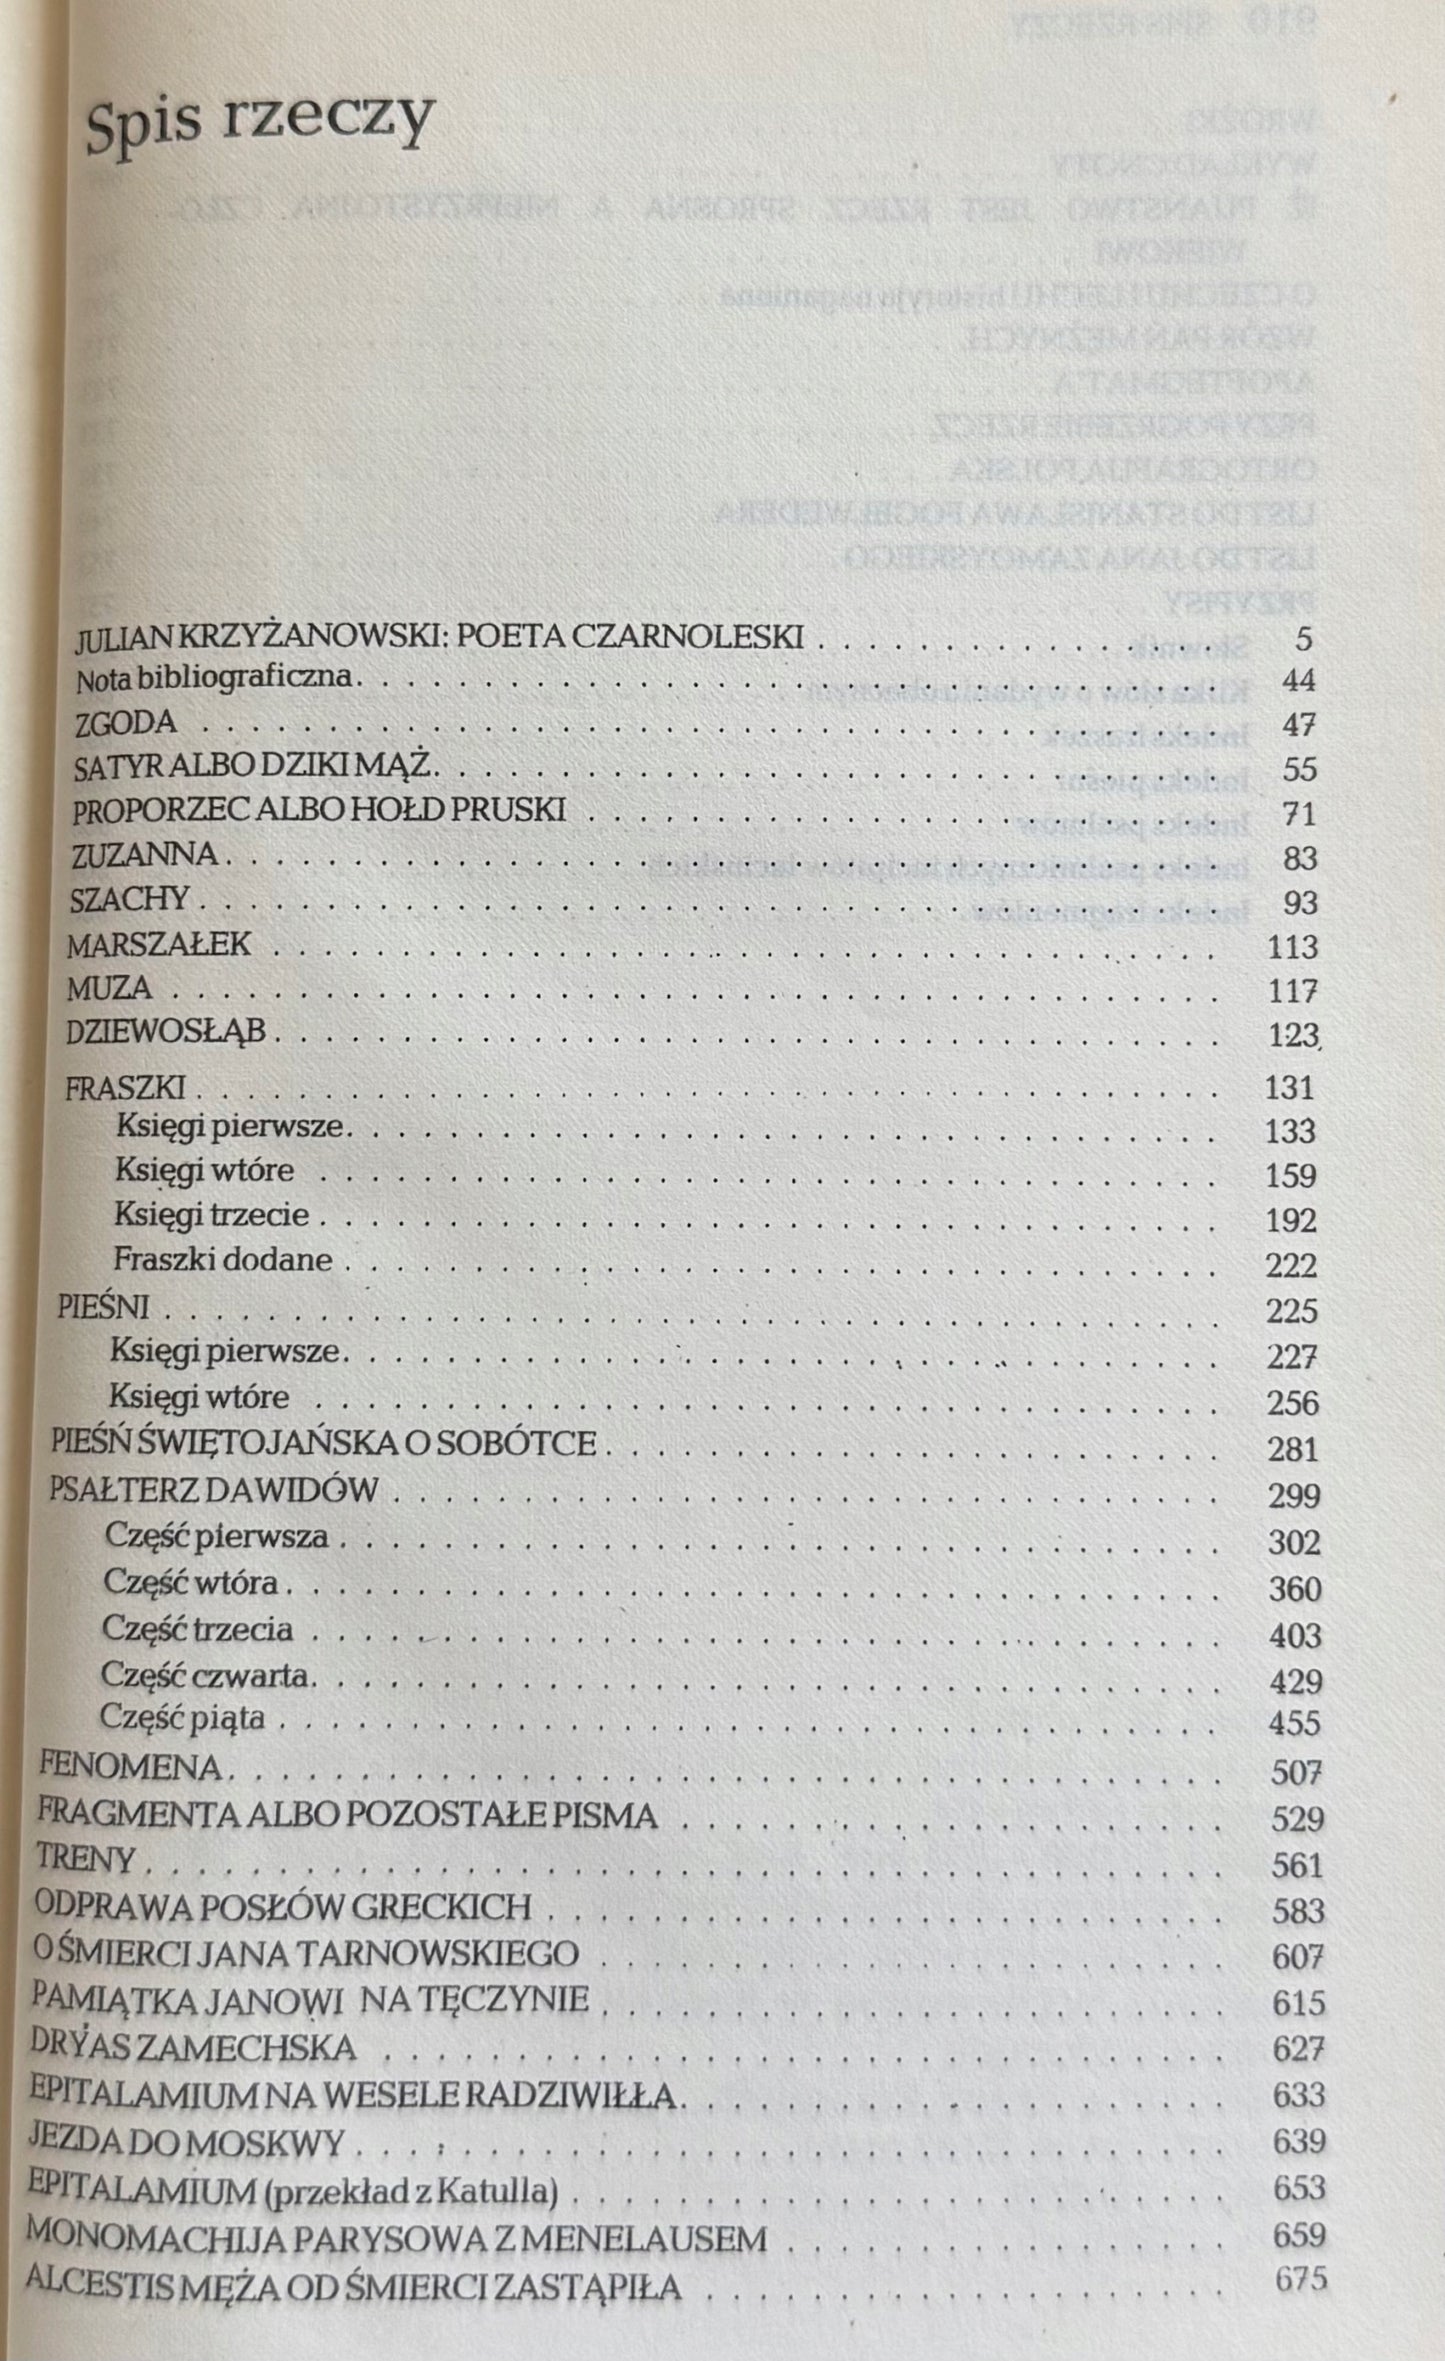 Spis rzeczy
JULIAN KRZYŻANOWSKI: POETA CZARNOLESKI . . . . . . . . . . . . . . . . 5
Nota bibliograficzna. . . . . . . . . . . . . . . . . . . . . . . . . . . . . . . . . . 44
ZGODA . . . . . . . . . . . . . . . . . . . . . . . . . . . . . . . . . . . . . . . . 47
SATYR ALBO DZIKI MĄŻ. . . . . . . . . . . . . . . . . . . . . . . . . . . . . . . 55
PROPORZEC ALBO HOŁD PRUSKI . . . . . . . . . . . . . . . . . . . . . . . . . 71
ZUZANNA. . . . . . . . . . . . . . . . . . . . . . . . . . . . . . . . . . . . . . . 83
SZACHY . . . . . . . . . . . . . . . . . . . . . . . . . . . . . . . . . . . . . . . . 93
MARSZAŁEK . . . . . . . . . . . . . . . . . . . . . . . . . . . . . . . . . . . . . 113
MUZA . . . . . . . . . . . . . . . . . . . . . . . . . . . . . . . . . . . . . . . . . 117
DZIEWOSŁĄB. . . . . . . . . . . . . . . . . . . . . . . . . . . . . . . . . . . . . 123
FRASZKI . . . . . . . . . . . . . . . . . . . . . . . . . . . . . . . . . . . . . . . . 131
Księgi pierwsze. . . . . . . . . . . . . . . . . . . . . . . . . . . . . . . . . . 133
Księgi wtóre . . . . . . . . . . . . . . . . . . . . . . . . . . . . . . . . . . . 159
Księgi trzecie . . . . . . . . . . . . . . . . . . . . . . . . . . . . . . . . . . . 192
Fraszki dodane . . . . . . . . . . . . . . . . . . . . . . . . . . . . . . . . . . 222
PIEŚNI . . . . . . . . . . . . . . . . . . . . . . . . . . . . . . . . . . . . . . . . . 225
Księgi pierwsze. . . . . . . . . . . . . . . . . . . . . . . . . . . . . . . . . . 227
Księgi wtóre . . . . . . . . . . . . . . . . . . . . . . . . . . . . . . . . . . . 256
PIEŚŃ ŚWIĘTOJAŃSKA O SOBÓTCE . . . . . . . . . . . . . . . . . . . . . . . . 281
PSAŁTERZ DAWIDÓW . . . . . . . . . . . . . . . . . . . . . . . . . . . . . . . . 299
Część pierwsza . . . . . . . . . . . . . . . . . . . . . . . . . . . . . . . . . . 302
Część wtóra . . . . . . . . . . . . . . . . . . . . . . . . . . . . . . . . . . . . 360
Część trzecia . . . . . . . . . . . . . . . . . . . . . . . . . . . . . . . . . . . 403
Część czwarta. . . . . . . . . . . . . . . . . . . . . . . . . . . . . . . . . . . 429
Część piąta . . . . . . . . . . . . . . . . . . . . . . . . . . . . . . . . . . . . 455
FENOMENA. . . . . . . . . . . . . . . . . . . . . . . . . . . . . . . . . . . . . . 507
FRAGMENTA ALBO POZOSTAŁE PISMA . . . . . . . . . . . . . . . . . . . . . 529
TRENY . . . . . . . . . . . . . . . . . . . . . . . . . . . . . . . . . . . . . . . . . 561
ODPRAWA POSŁÓW GRECKICH . . . . . . . . . . . . . . . . . . . . . . . . . . 583
O ŚMIERCI JANA TARNOWSKIEGO . . . . . . . . . . . . . . . . . . . . . . . . 607
PAMIĄTKA JANOWI NA TĘCZYNIE . . . . . . . . . . . . . . . . . . . . . . . . 615
DRYAS ZAMECHSKA . . . . . . . . . . . . . . . . . . . . . . . . . . . . . . . . 627
EPITALAMIUM NA WESELE RADZIWIŁŁA. . . . . . . . . . . . . . . . . . . . . 633
JEZDA DO MOSKWY . . . . . . . . . . . . . . . . . . . . . . . . . . . . . . . . . 639
EPITALAMIUM (przekład z Katulla) . . . . . . . . . . . . . . . . . . . . . . . . . 653
MONOMACHIJA PARYSOWA Z MENELAUSEM . . . . . . . . . . . . . . . . . 659
ALCESTIS MĘŻA OD ŚMIERCI ZASTĄPIŁA . . . . . . . . . . . . . . . . . . . . 675